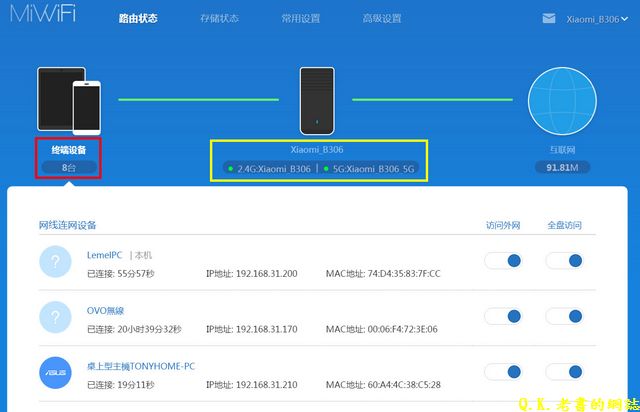 MiWiFi 路由状态 存储状态 常用设置 高级设置 Xiaomi_B306
终端设备 Xiaomi_B306 互联网
8台 2.4G:Xiaomi_B306 | 5G:Xiaomi_B306_5G 91.81M
网线连网设备 访问外网 全盘访问
? LemelPC | 本机
已连接: 55分57秒 IP地址: 192.168.31.200 MAC地址: 74:D4:35:83:7F:CC
? OVO無線
已连接: 20小时39分32秒 IP地址: 192.168.31.170 MAC地址: 00:06:F4:72:3E:06
ASUS 桌上型主機TONYHOME-PC
已连接: 19分11秒 IP地址: 192.168.31.210 MAC地址: 60:A4:4C:38:C5:28
Q.K.老書的網誌